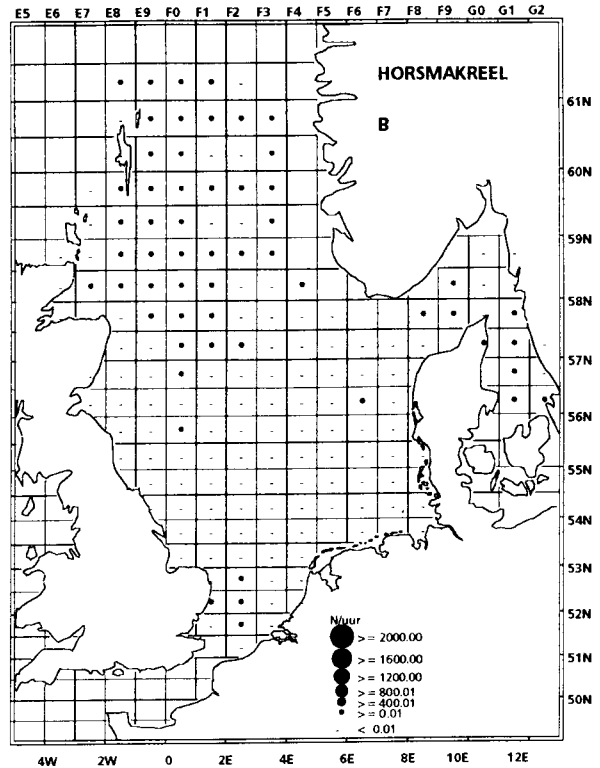 E5 E6 E7 E8 E9 F0 F1 F2 F3 F4 F5 F6 F7 F8 F9 G0 G1 G2
HORSMAKREEL
B
61N
60N
59N
58N
57N
56N
55N
54N
53N
52N
51N
50N
N/uur
>= 2000.00
>= 1600.00
>= 1200.00
>= 800.01
>= 400.01
>= 0.01
< 0.01
4W 2W 0 2E 4E 6E 8E 10E 12E